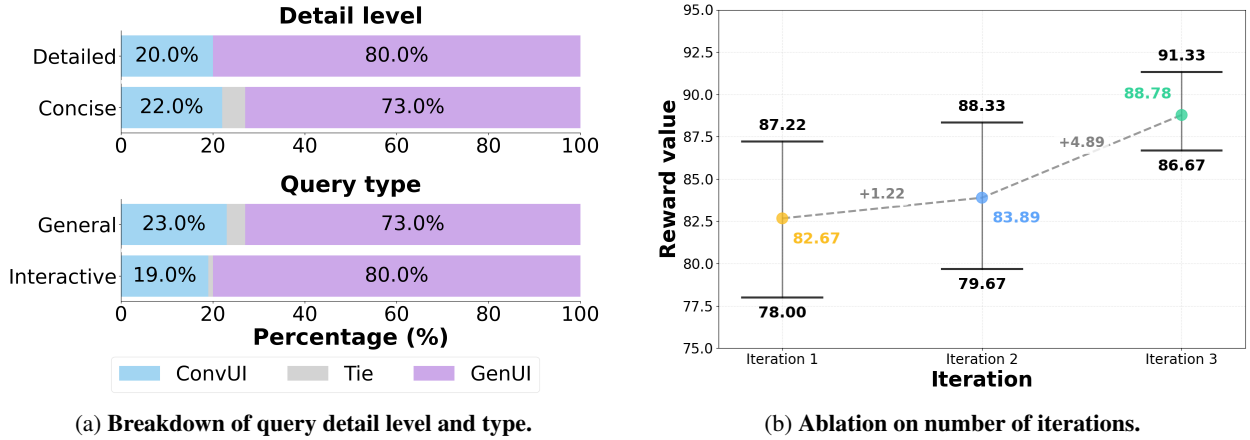 Detail level
Detailed 20.0% 80.0%
Concise 22.0% 73.0%
0 20 40 60 80 100
Query type
General 23.0% 73.0%
Interactive 19.0% 80.0%
0 20 40 60 80 100
Percentage (%)
ConvUI Tie GenUI
(a) Breakdown of query detail level and type.
95.0
92.5
91.33
90.0
88.78
88.33
87.5
87.22
86.67
+4.89
85.0
+1.22
83.89
82.5
82.67
80.0
79.67
78.00
77.5
75.0
Reward value
Iteration 1 Iteration 2 Iteration 3
Iteration
(b) Ablation on number of iterations.